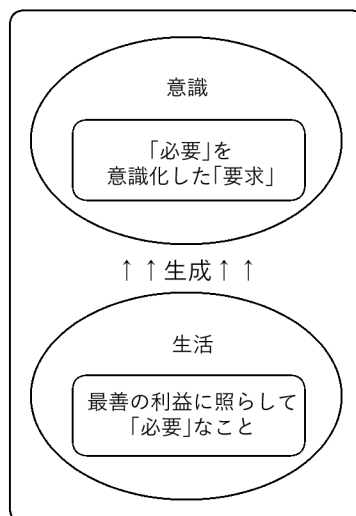 意識
「必要」を
意識化した「要求」
↑ ↑ 生成 ↑ ↑
生活
最善の利益に照らして
「必要」なこと